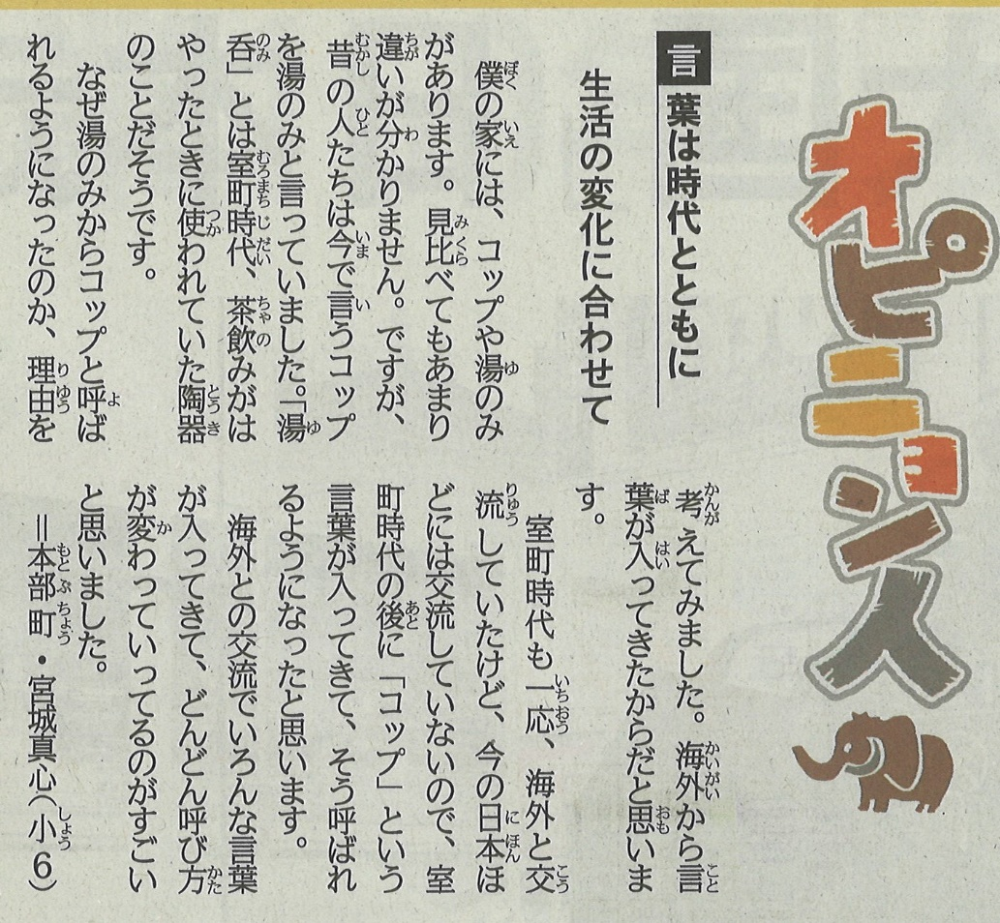 オピニオン人
言葉は時代とともに
生活の変化に合わせて
僕の家には、コップや湯のみ
があります。見比べてもあまり
違いが分かりません。ですが、
昔の人たちは今で言うコップ
を湯のみと言っていました。「湯
呑」とは室町時代、茶飲みがは
やったときに使われていた陶器
のことだそうです。
なぜ湯のみからコップと呼ば
れるようになったのか、理由を
考えてみました。海外から言
葉が入ってきたからだと思いま
す。
室町時代も一応、海外と交
流していたけど、今の日本ほ
どには交流していないので、室
町時代の後に「コップ」という
言葉が入ってきて、そう呼ばれ
るようになったと思います。
海外との交流でいろんな言葉
が入ってきて、どんどん呼び方
が変わっていってるのがすごい
と思いました。
＝本部町・宮城真心（小６）